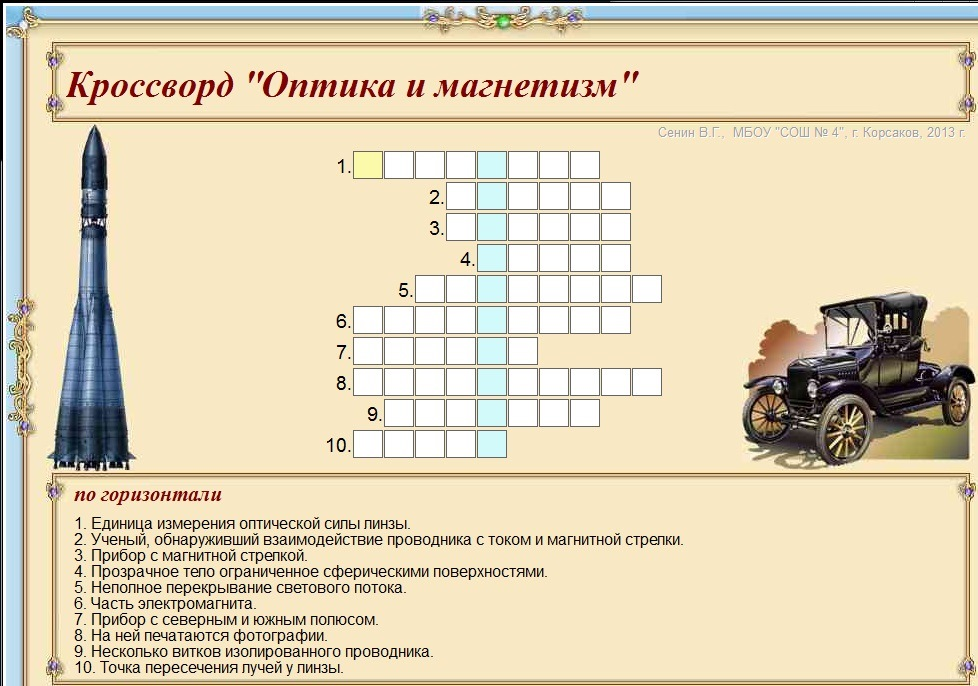 Кроссворд "Оптика и магнетизм"
Сенин В.Г., МБОУ "СОШ № 4", г. Корсаков, 2013 г.
1.
2.
3.
4.
5.
6.
7.
8.
9.
10.
по горизонтали
1. Единица измерения оптической силы линзы.
2. Ученый, обнаруживший взаимодействие проводника с током и магнитной стрелки.
3. Прибор с магнитной стрелкой.
4. Прозрачное тело ограниченное сферическими поверхностями.
5. Неполное перекрывание светового потока.
6. Часть электромагнита.
7. Прибор с северным и южным полюсом.
8. На ней печатаются фотографии.
9. Несколько витков изолированного проводника.
10. Точка пересечения лучей у линзы.